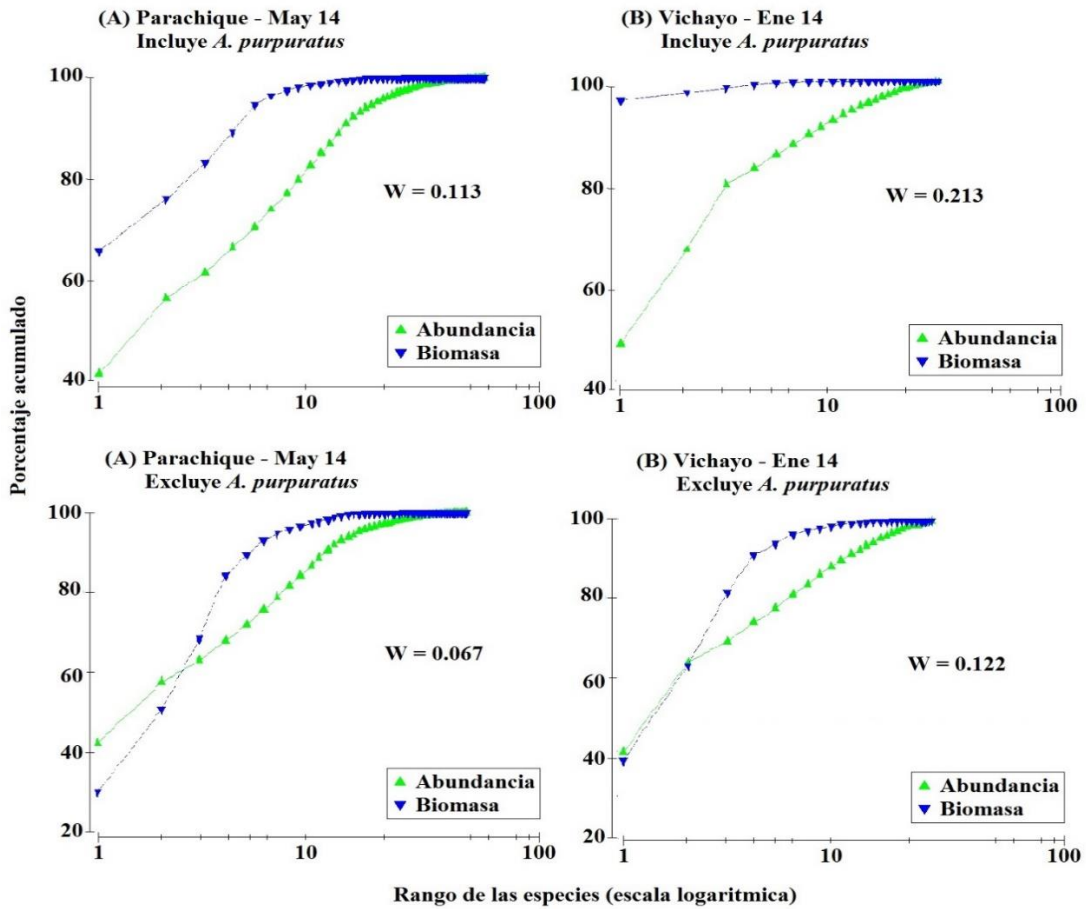 (A) Parachique - May 14
Incluye A. purpuratus
100
80
60
40
W = 0.113
Abundancia
Biomasa
1
10
100
(B) Vichayo - Ene 14
Incluye A. purpuratus
100
80
60
40
W = 0.213
Abundancia
Biomasa
1
10
100
Porcentaje acumulado
(A) Parachique - May 14
Excluye A. purpuratus
100
80
60
40
20
W = 0.067
Abundancia
Biomasa
1
10
100
(B) Vichayo - Ene 14
Excluye A. purpuratus
100
80
60
40
20
W = 0.122
Abundancia
Biomasa
1
10
100
Rango de las especies (escala logaritmica)